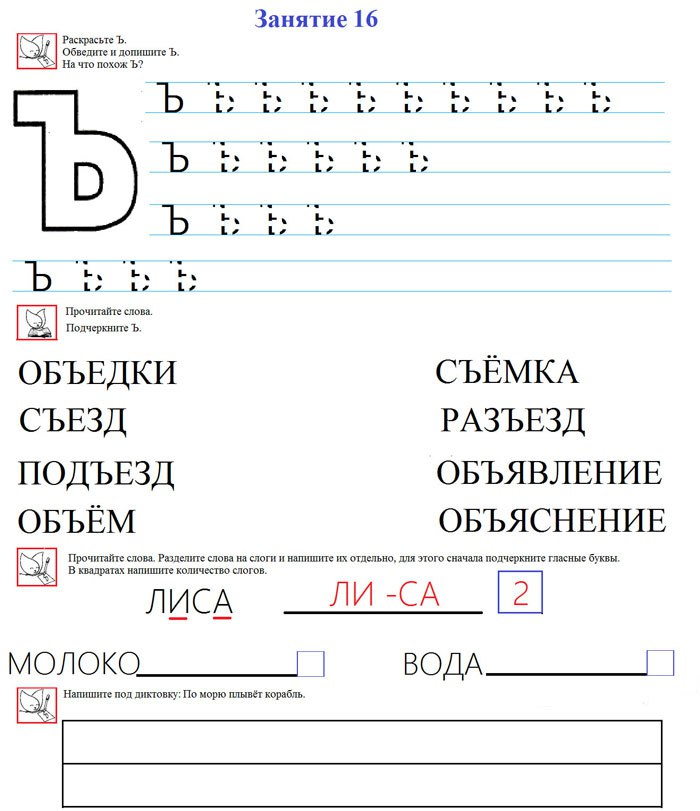 Занятие 16
Раскрасьте Ъ.
Обведите и допишите Ъ.
На что похож Ъ?
Ъ
Ъ Ъ Ъ Ъ Ъ Ъ Ъ Ъ Ъ Ъ
Ъ Ъ Ъ Ъ Ъ Ъ
Ъ Ъ Ъ Ъ
Ъ Ъ Ъ Ъ
Прочитайте слова.
Подчеркните Ъ.
ОБЪЕДКИ СЪЁМКА
СЪЕЗД РАЗЪЕЗД
ПОДЪЕЗД ОБЪЯВЛЕНИЕ
ОБЪЁМ ОБЪЯСНЕНИЕ
Прочитайте слова. Разделите слова на слоги и напишите их отдельно, для этого сначала подчеркните гласные буквы.
В квадратах напишите количество слогов.
ЛИСА ЛИ -СА 2
МОЛОКО ВОДА
Напишите под диктовку: По морю плывёт корабль.